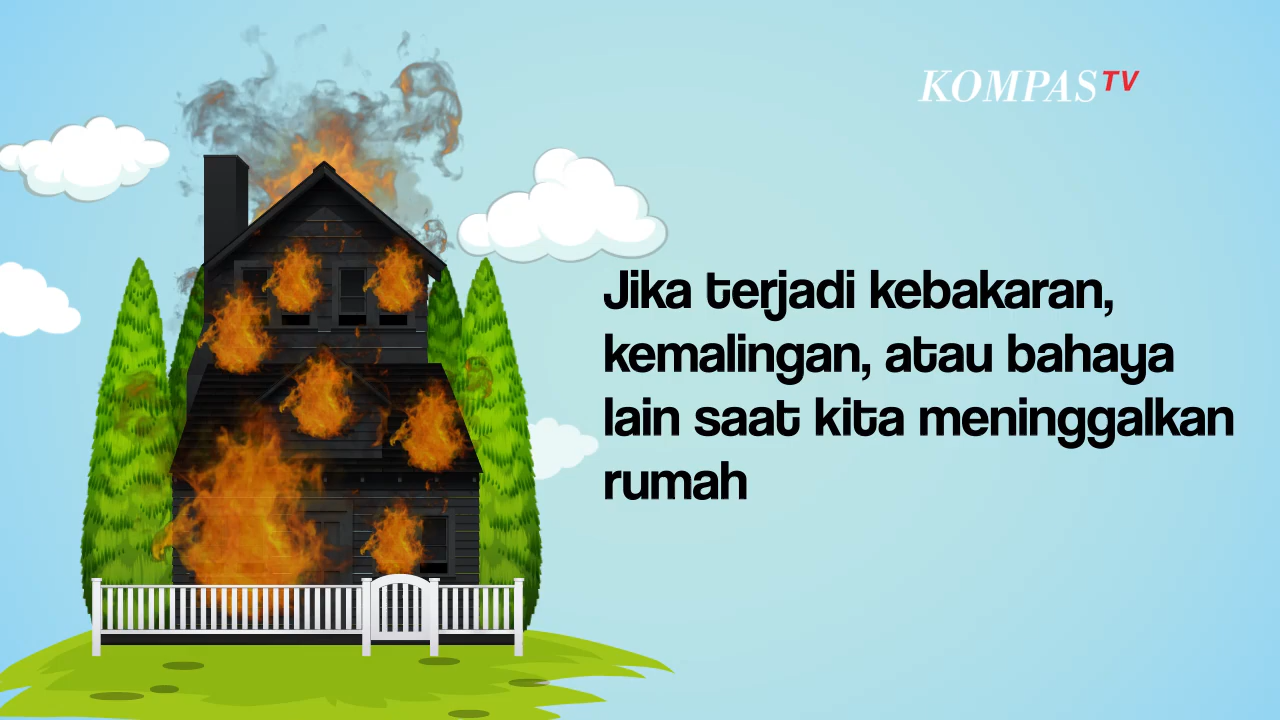 KOMPAS TV
Jika terjadi kebakaran,
kemalingan, atau bahaya
lain saat kita meninggalkan
rumah